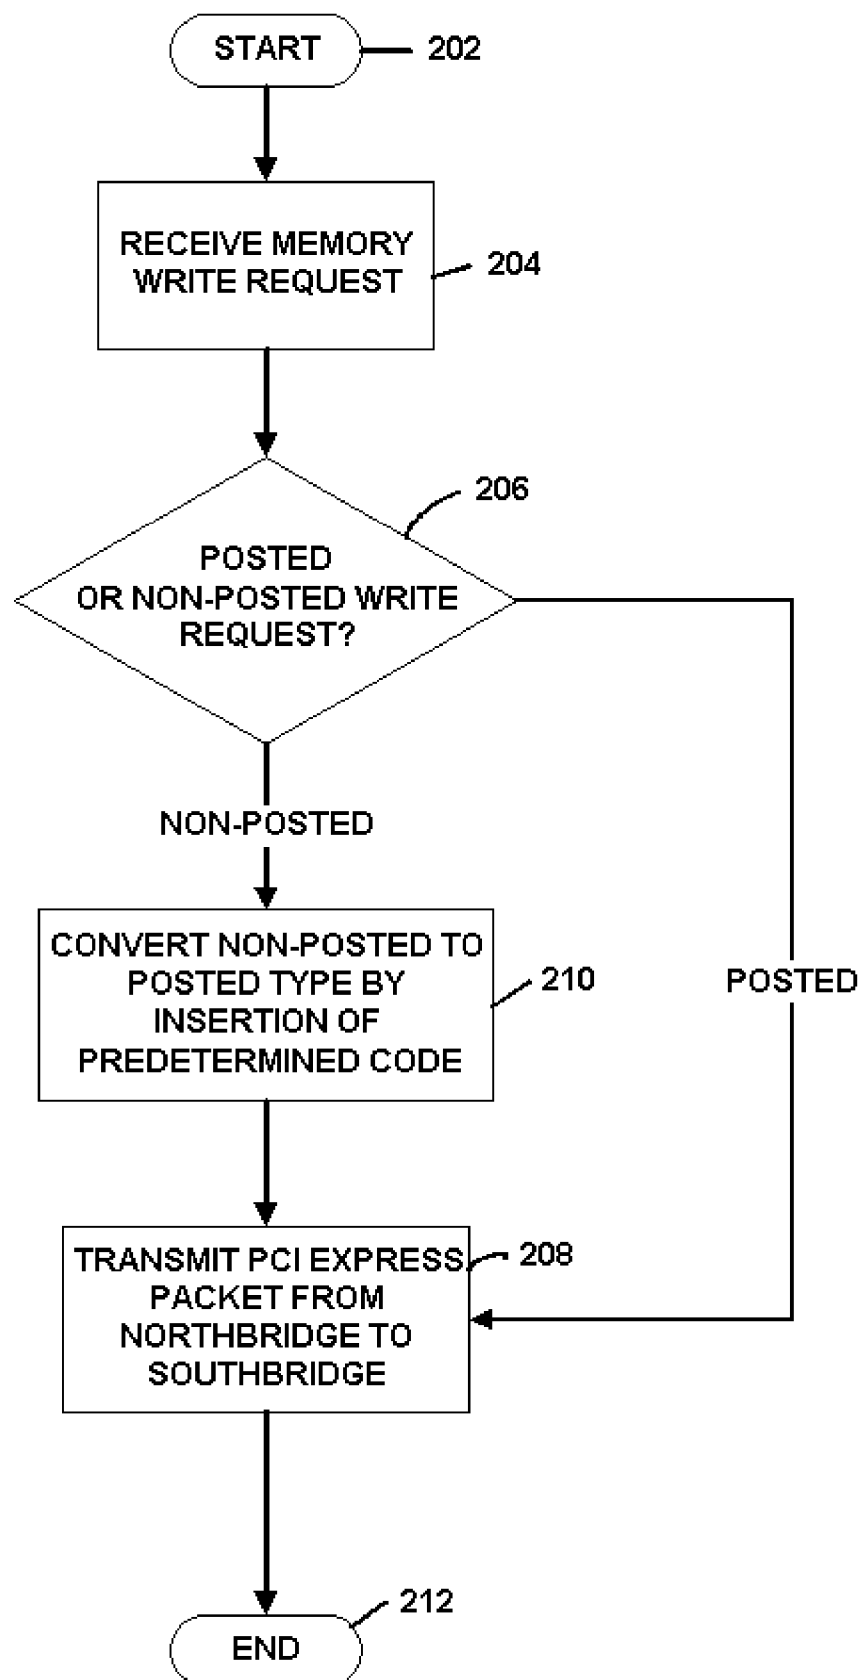 START
202
RECEIVE MEMORY
WRITE REQUEST
204
206
POSTED
OR NON-POSTED WRITE
REQUEST?
NON-POSTED
CONVERT NON-POSTED TO
POSTED TYPE BY
INSERTION OF
PREDETERMINED CODE
210
POSTED
TRANSMIT PCI EXPRESS
PACKET FROM
NORTHBRIDGE TO
SOUTHBRIDGE
208
212
END